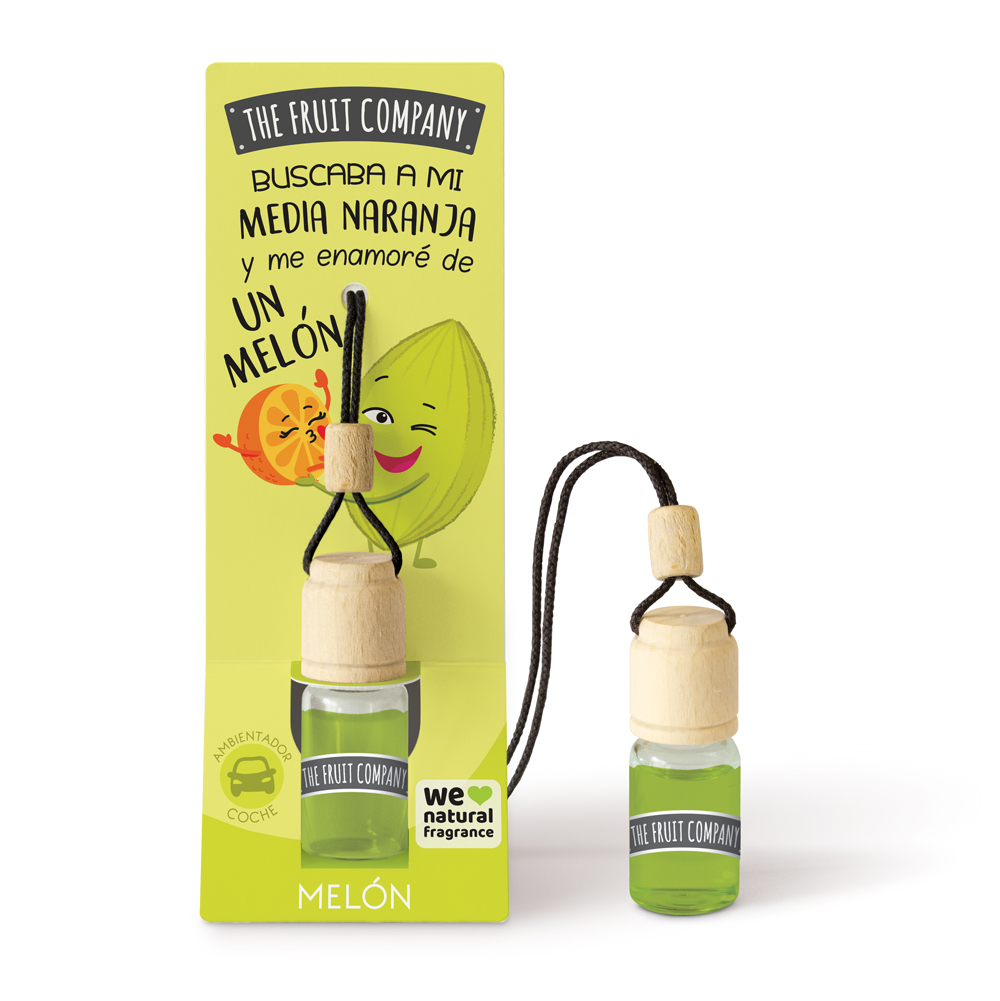 THE FRUIT COMPANY
BUSCABA A MI
MEDIA NARANJA
y me enamoré de
UN
MELÓN
AMBIENTADOR
COCHE
THE FRUIT COMPANY
we
natural
fragrance
MELÓN
THE FRUIT COMPANY